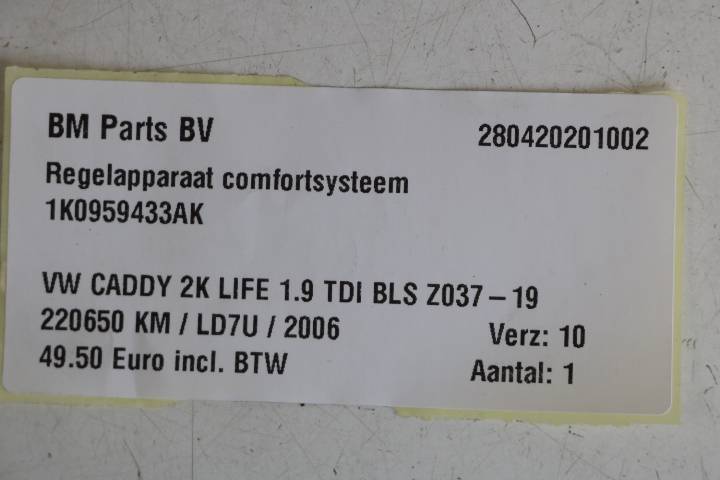 BM Parts BV 280420201002
Regelapparaat comfortsysteem
1K0959433AK
VW CADDY 2K LIFE 1.9 TDI BLS Z037 – 19
220650 KM / LD7U / 2006 Verz: 10
49.50 Euro incl. BTW Aantal: 1